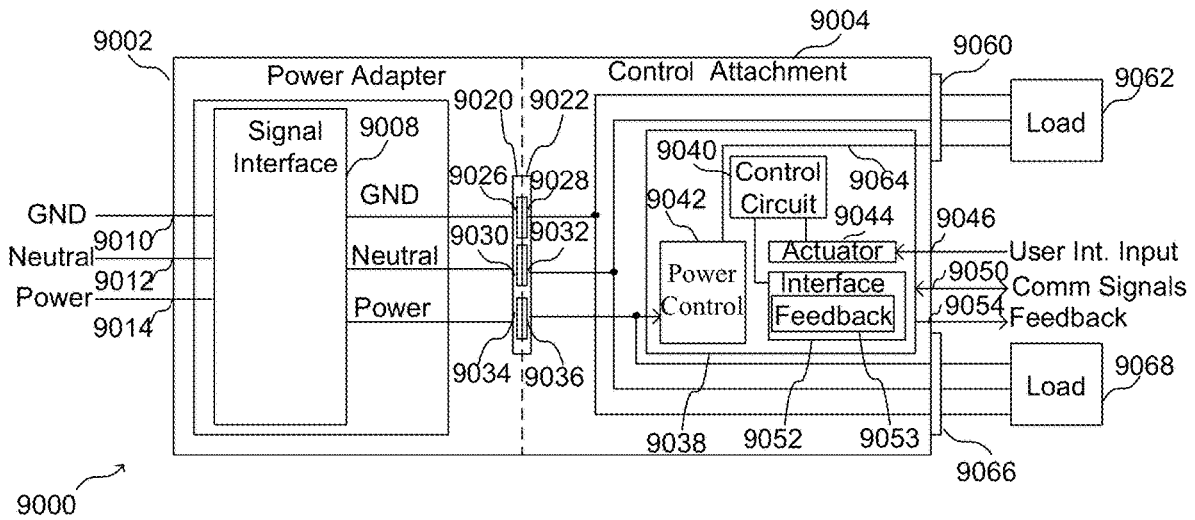 9002
9004
Power Adapter
Control Attachment
9060
9062
9020
9022
Signal
Interface
9008
Load
9026
9028
9040
Control
Circuit
9064
GND
GND
9042
9044
9046
9010
9030
9032
Actuator
User Int. Input
Neutral
Neutral
Power
Control
Interface
9050
Comm Signals
9012
Power
Power
Feedback
9054
Feedback
9014
9034
9036
Load
9068
9038
9052
9053
9066
9000